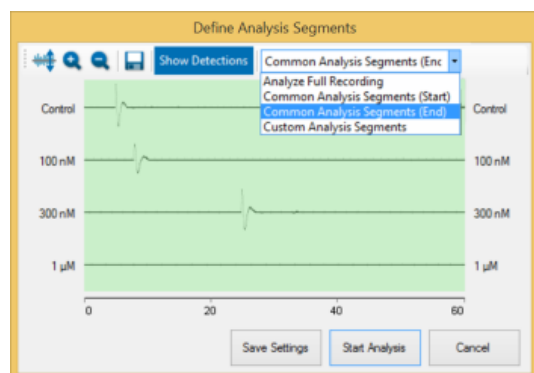 Define Analysis Segments
Show Detections
Common Analysis Segments (Enc
Analyze Full Recording
Common Analysis Segments (Start)
Common Analysis Segments (End)
Custom Analysis Segments
Control
Control
100 nM
100 nM
300 nM
300 nM
1 µM
1 µM
0 20 40 60
Save Settings Start Analysis Cancel